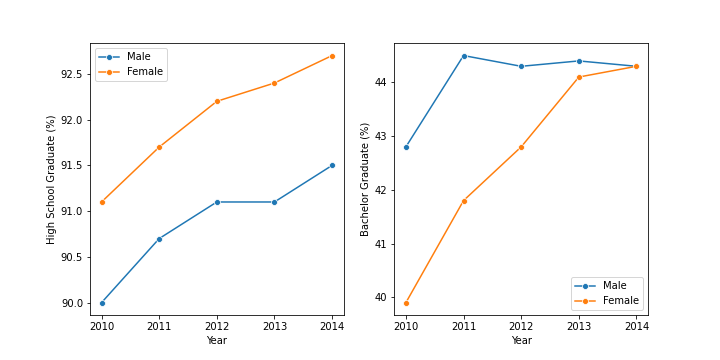 Male
Female
High School Graduate (%)
92.5
92.0
91.5
91.0
90.5
90.0
2010
2011
2012
2013
2014
Year
Bachelor Graduate (%)
44
43
42
41
40
Male
Female
2010
2011
2012
2013
2014
Year